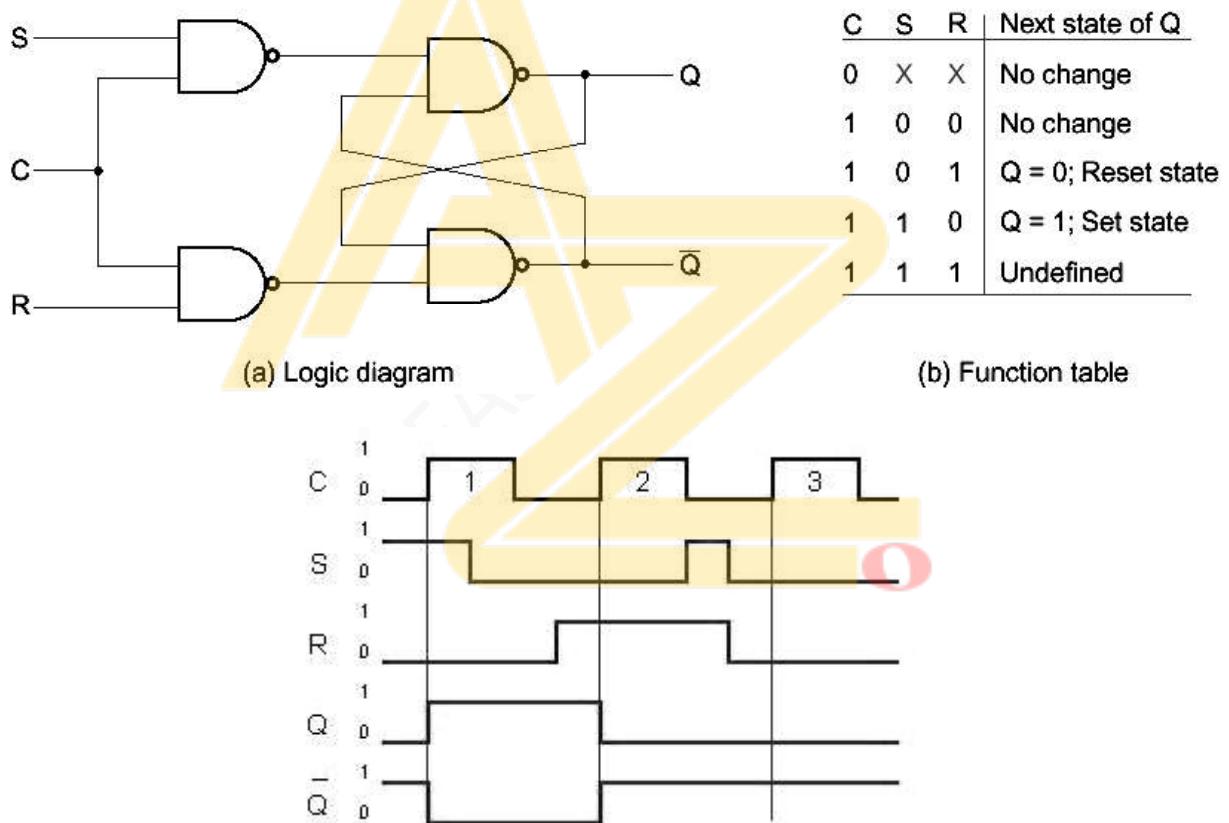 S
C
R
Q
Q̅
C S R Next state of Q
0 X X No change
1 0 0 No change
1 0 1 Q = 0; Reset state
1 1 0 Q = 1; Set state
1 1 1 Undefined
(a) Logic diagram
(b) Function table
C 1 0 1 2 3
S 1 0
R 1 0
Q 1 0
Q̅ 1 0
AZ
O